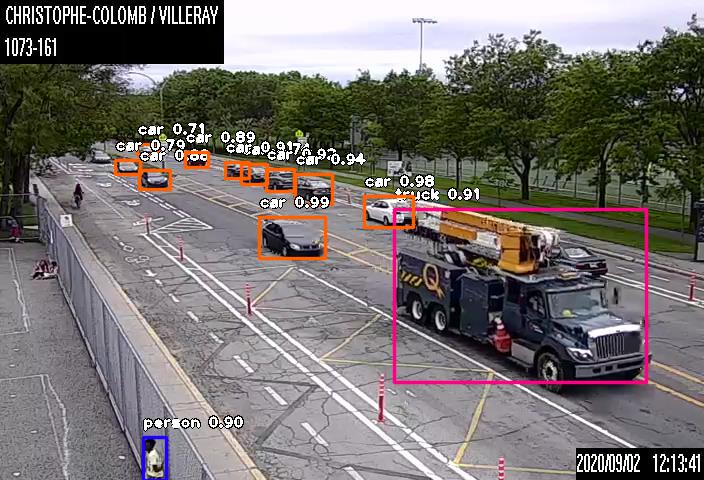 CHRISTOPHE-COLOMB / VILLERAY
1073-161
car 0.71
car 0.89
car 0.79
car 0.94
car 0.98
truck 0.91
car 0.99
Q
person 0.90
2020/09/02 12:13:41